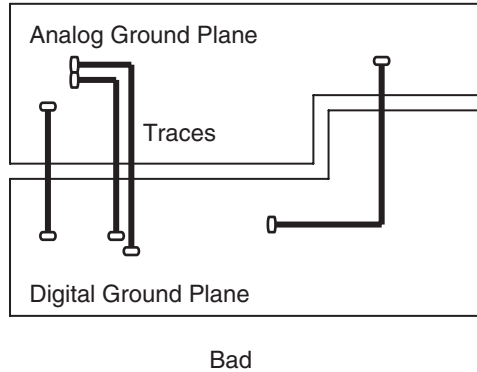 Analog Ground Plane
Traces
Digital Ground Plane
Bad